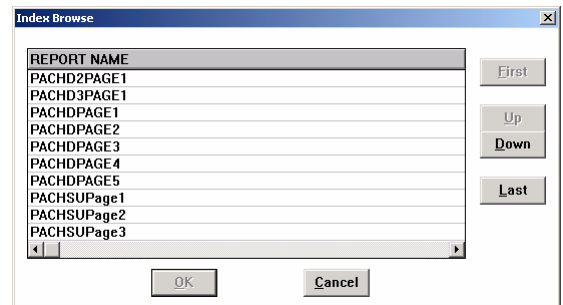 Index Browse
REPORT NAME
PACHD2PAGE1
PACHD3PAGE1
PACHDPAGE1
PACHDPAGE2
PACHDPAGE3
PACHDPAGE4
PACHDPAGE5
PACHSUPage1
PACHSUPage2
PACHSUPage3
First
Up
Down
Last
OK
Cancel